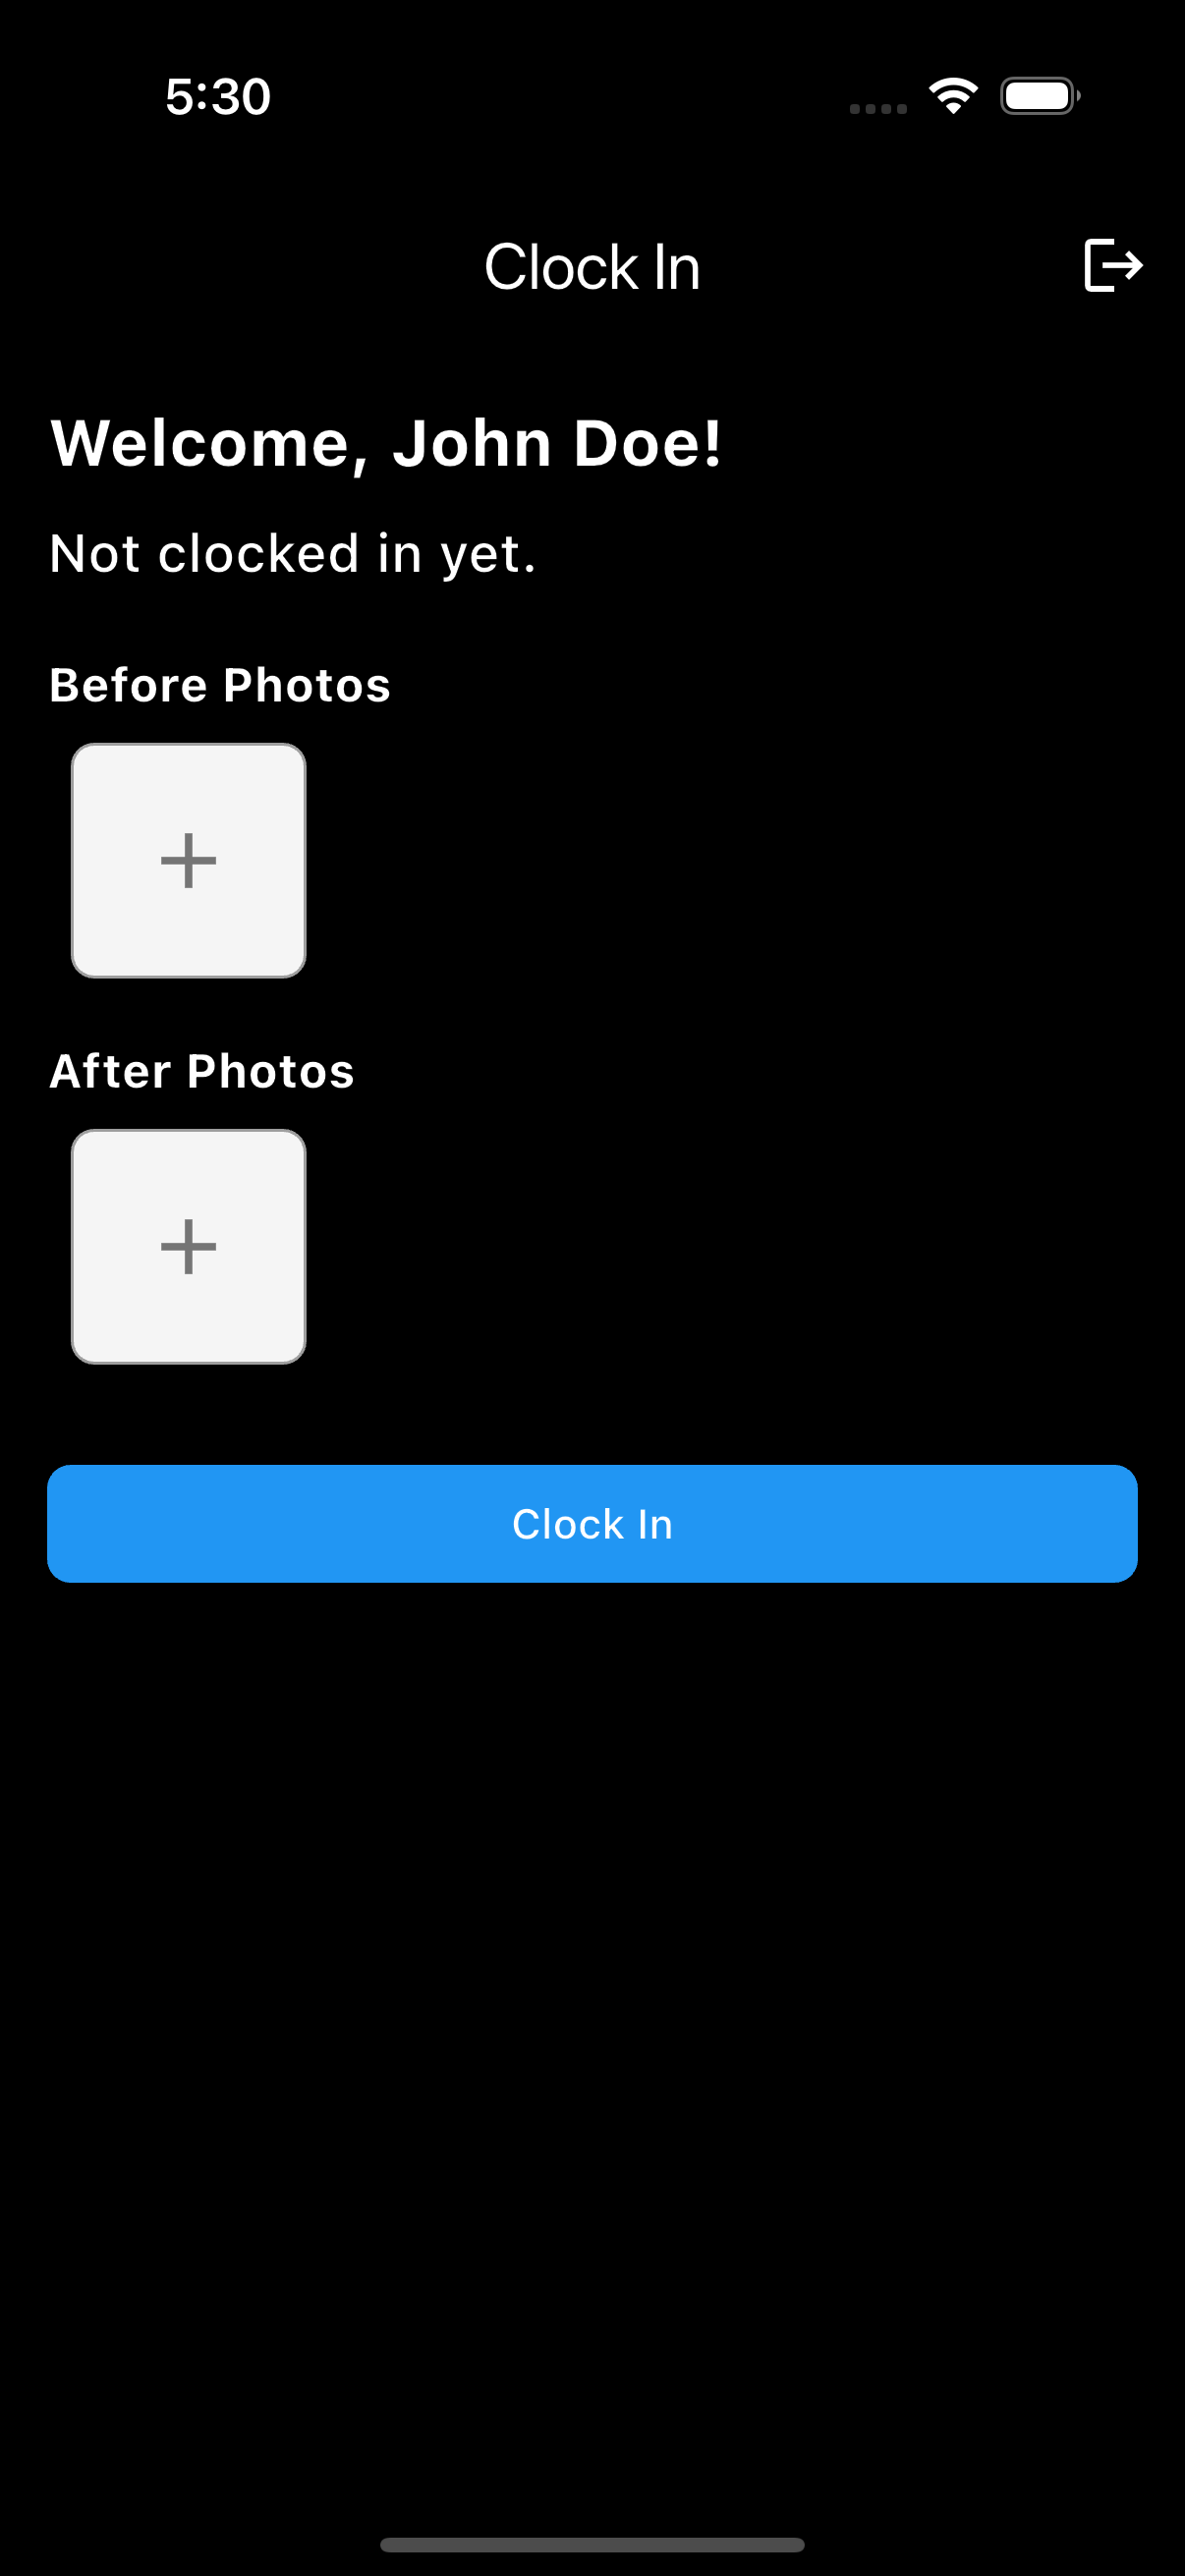 5:30
Clock In
Welcome, John Doe!
Not clocked in yet.
Before Photos
After Photos
Clock In